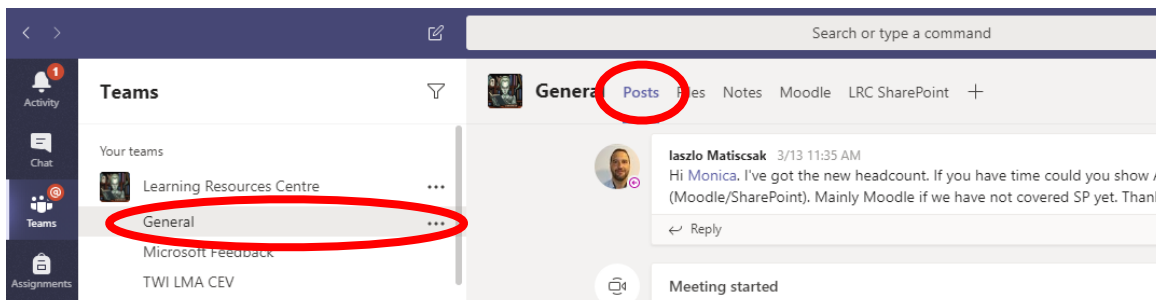 Search or type a command
1
Activity
Chat
@
Teams
Assignments
Teams
Your teams
Learning Resources Centre
General
Microsoft Feedback
TWI LMA CEV
General Posts Files Notes Moodle LRC SharePoint
laszlo Matiscsak 3/13 11:35 AM
Hi Monica. I've got the new headcount. If you have time could you show
(Moodle/SharePoint). Mainly Moodle if we have not covered SP yet.
Reply
Meeting started